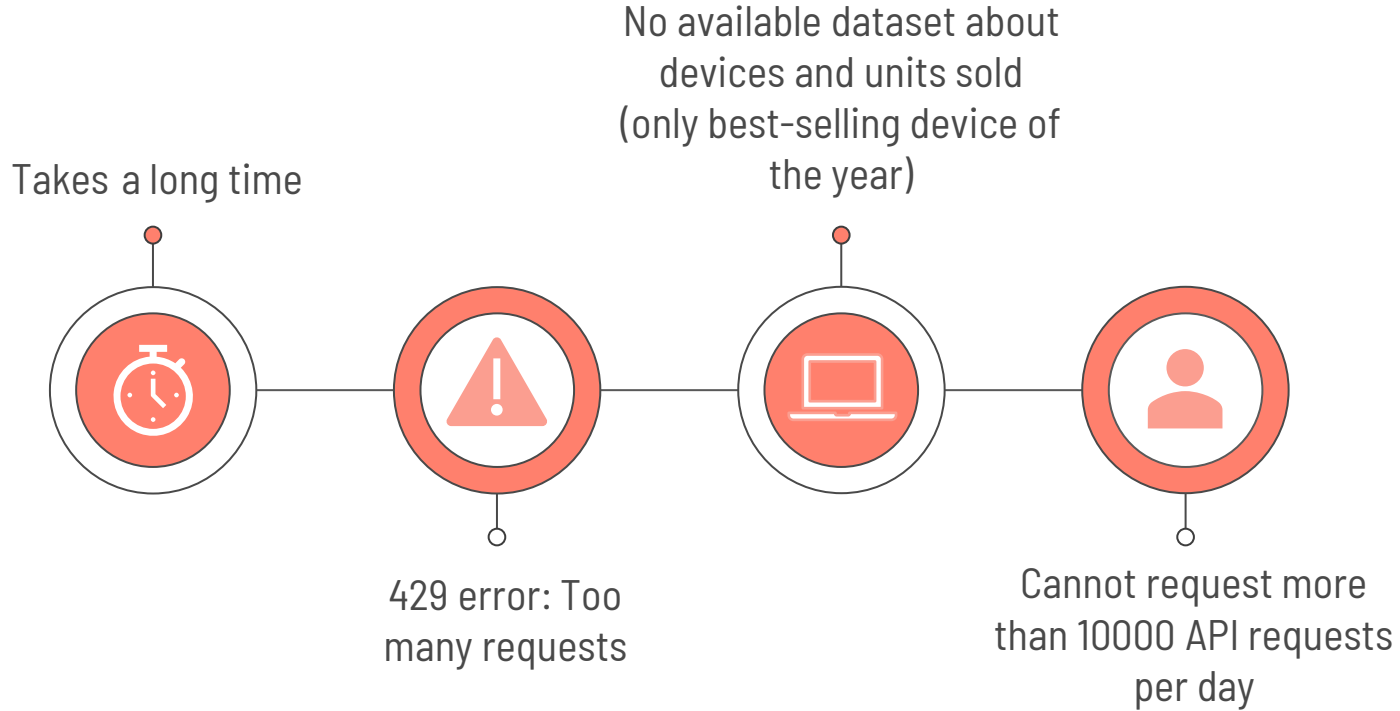 Takes a long time
429 error: Too
many requests
No available dataset about
devices and units sold
(only best-selling device of
the year)
Cannot request more
than 10000 API requests
per day